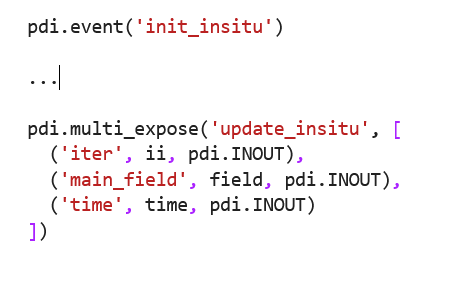 pdi.event('init_insitu')
...
pdi.multi_expose('update_insitu', [
('iter', ii, pdi.INOUT),
('main_field', field, pdi.INOUT),
('time', time, pdi.INOUT)
])